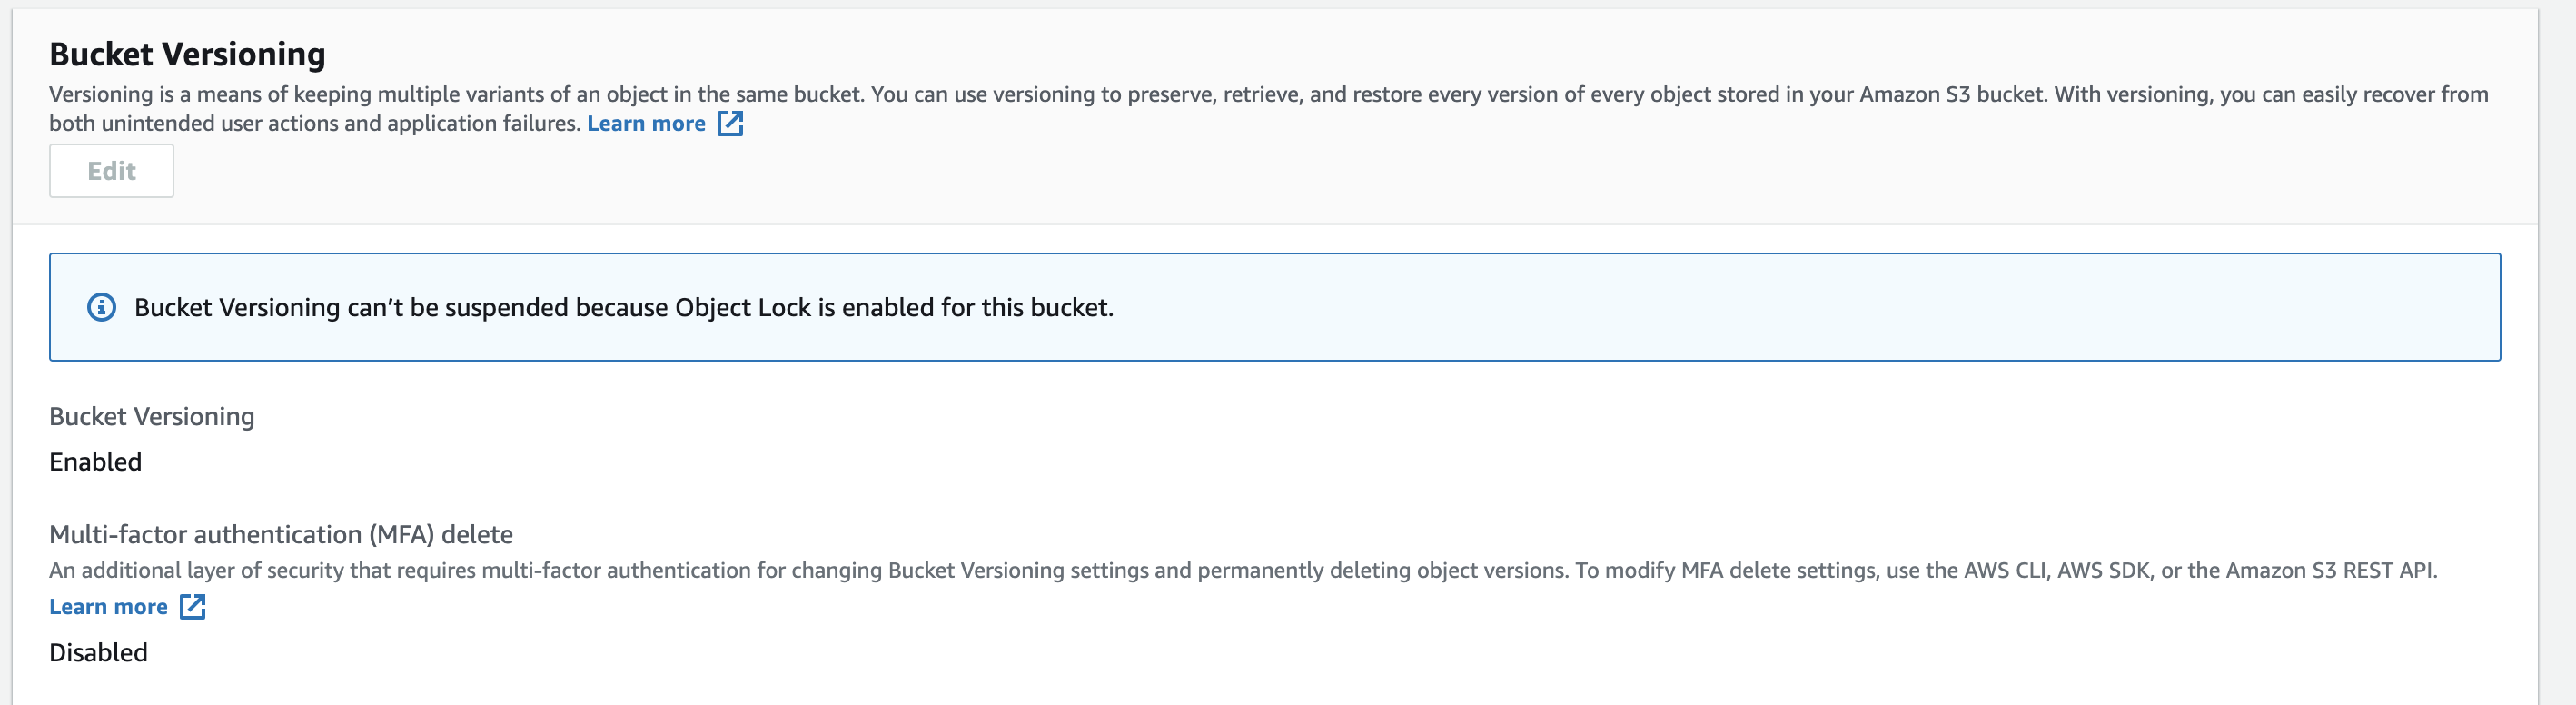 Bucket Versioning
Versioning is a means of keeping multiple variants of an object in the same bucket. You can use versioning to preserve, retrieve, and restore every version of every object stored in your Amazon S3 bucket. With versioning, you can easily recover from
both unintended user actions and application failures. Learn more
Edit
Bucket Versioning can’t be suspended because Object Lock is enabled for this bucket.
Bucket Versioning
Enabled
Multi-factor authentication (MFA) delete
An additional layer of security that requires multi-factor authentication for changing Bucket Versioning settings and permanently deleting object versions. To modify MFA delete settings, use the AWS CLI, AWS SDK, or the Amazon S3 REST API.
Learn more
Disabled